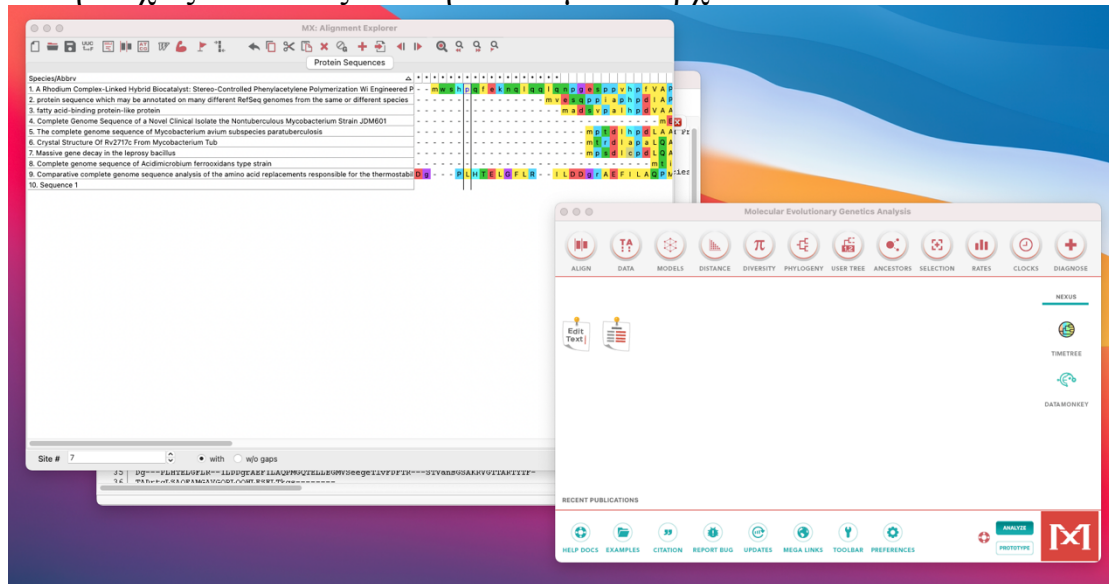 MX: Alignment Explorer
Protein Sequences
Species/Abbrv
1. A Rhodium Complex-Linked Hybrid Biocatalyst: Stereo-Controlled Phenylacetylene Polymerization Wi Engineered P
2. protein sequence which may be annotated on many different RefSeq genomes from the same or different species
3. fatty acid-binding protein-like protein
4. Complete Genome Sequence of a Novel Clinical Isolate the Nontuberculous Mycobacterium Strain JDM601
5. The complete genome sequence of Mycobacterium avium subspecies paratuberculosis
6. Crystal Structure Of Rv2717c From Mycobacterium Tub
7. Massive gene decay in the leprosy bacillus
8. Complete genome sequence of Acidimicrobium ferrooxidans type strain
9. Comparative complete genome sequence analysis of the amino acid replacements responsible for the thermostabil
10. Sequence 1
Site # 7 with w/o gaps
Molecular Evolutionary Genetics Analysis
ALIGN DATA MODELS DISTANCE DIVERSITY PHYLOGENY USER TREE ANCESTORS SELECTION RATES CLOCKS DIAGNOSE
NEXUS
Edit
Text
TIMETREE
DATAMONKEY
RECENT PUBLICATIONS
HELP DOCS EXAMPLES CITATION REPORT BUG UPDATES MEGA LINKS TOOLBAR PREFERENCES
ANALYZE
PROTOTYPE